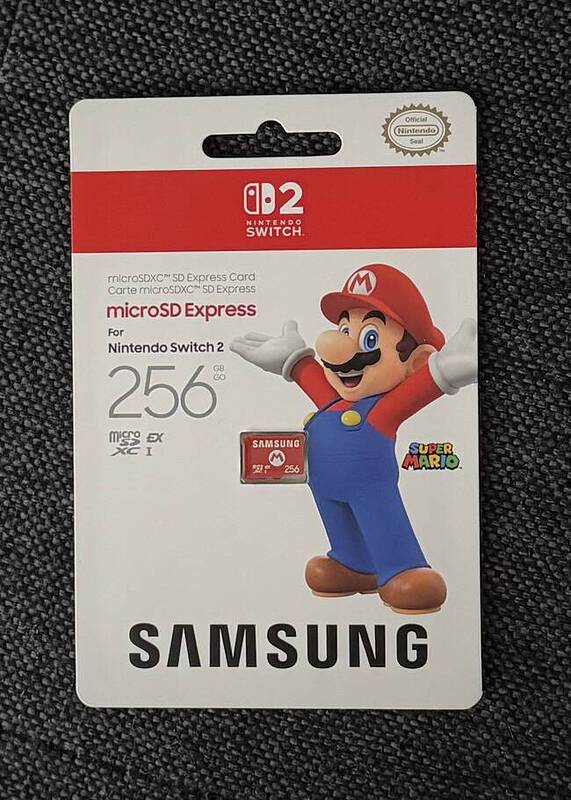 Official
Nintendo
Seal
2
NINTENDO
SWITCH
microSDXC™ SD Express Card
Carte microSDXC™ SD Express
microSD Express
For
Nintendo Switch 2
256 GB
GO
micro
SD EX
XC I
SAMSUNG
M
256
M
SUPER
MARIO
SAMSUNG